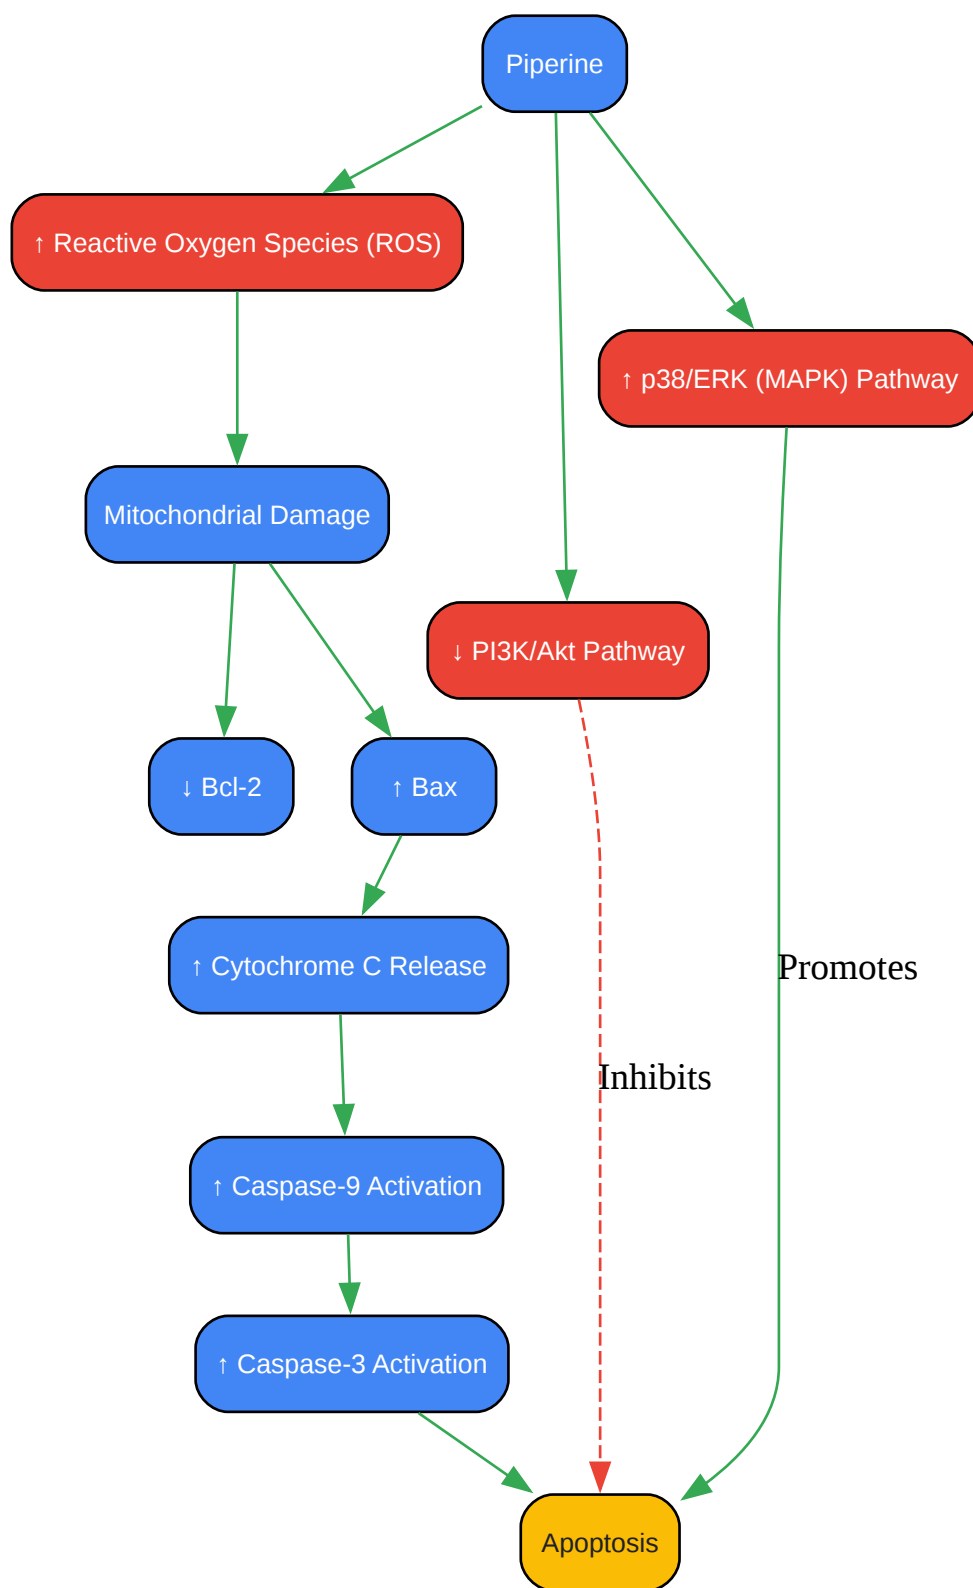 Piperine
↑ Reactive Oxygen Species (ROS)
↑ p38/ERK (MAPK) Pathway
Mitochondrial Damage
↓ PI3K/Akt Pathway
↓ Bcl-2
↑ Bax
↑ Cytochrome C Release
Promotes
Inhibits
↑ Caspase-9 Activation
↑ Caspase-3 Activation
Apoptosis